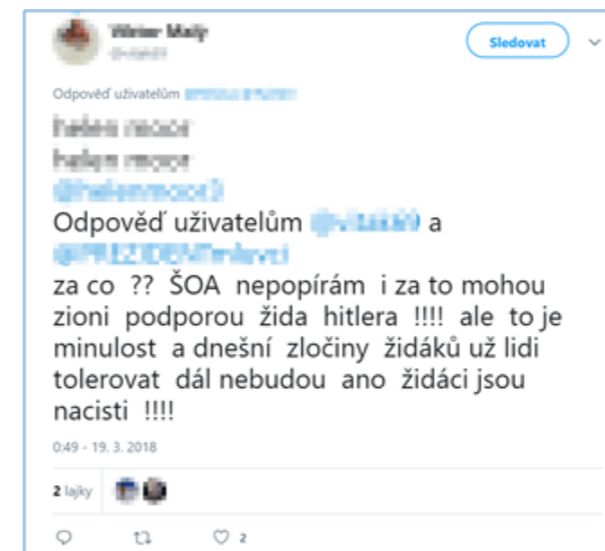 Sledovat
Odpověď uživatelům
Odpověď uživatelům a
za co ?? ŠOA nepopírám i za to mohou
zioni podporou žida hitlera !!!! ale to je
minulost a dnešní zločiny židáků už lidi
tolerovat dál nebudou ano židáci jsou
nacisti !!!!
0:49 - 19. 3. 2018
2 lajky
2